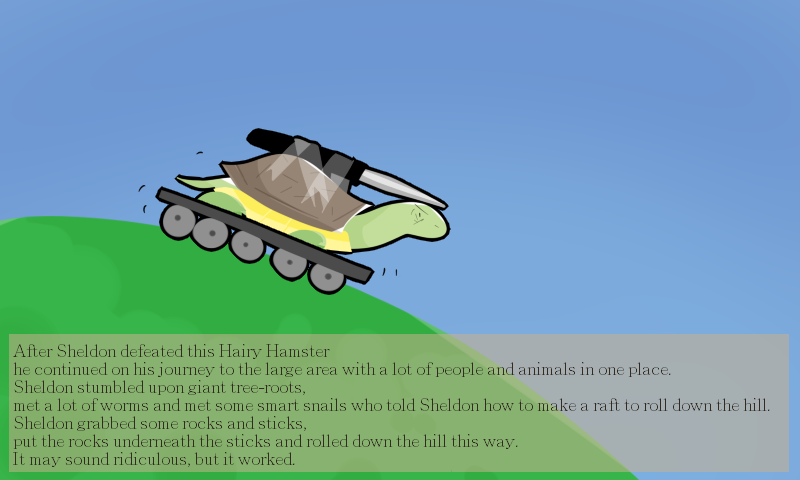 After Sheldon defeated this Hairy Hamster
he continued on his journey to the large area with a lot of people and animals in one place.
Sheldon stumbled upon giant tree-roots,
met a lot of worms and met some smart snails who told Sheldon how to make a raft to roll down the hill.
Sheldon grabbed some rocks and sticks,
put the rocks underneath the sticks and rolled down the hill this way.
It may sound ridiculous, but it worked.